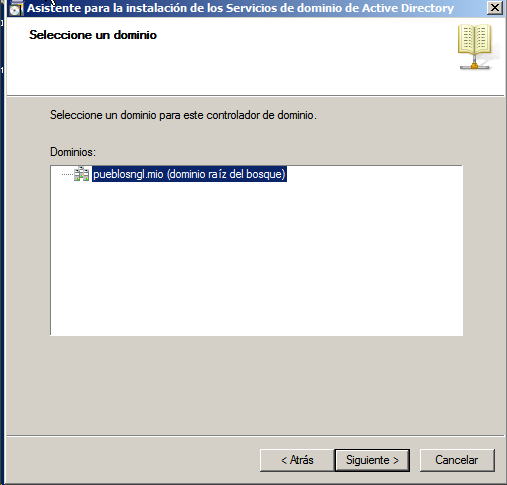 Asistente para la instalación de los Servicios de dominio de Active Directory
Seleccione un dominio
Seleccione un dominio para este controlador de dominio.
Dominios:
pueblosngl.mio (dominio raíz del bosque)
< Atrás
Siguiente >
Cancelar